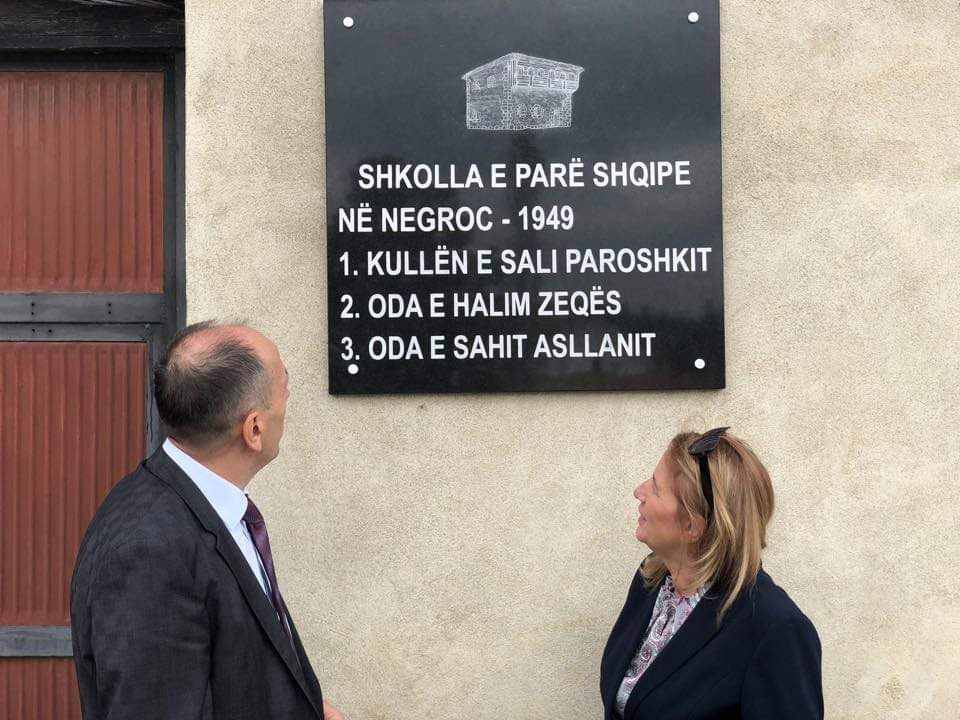 SHKOLLA E PARË SHQIPE
NË NEGROC - 1949
1. KULLËN E SALI PAROSHKIT
2. ODA E HALIM ZEQËS
3. ODA E SAHIT ASLLANIT